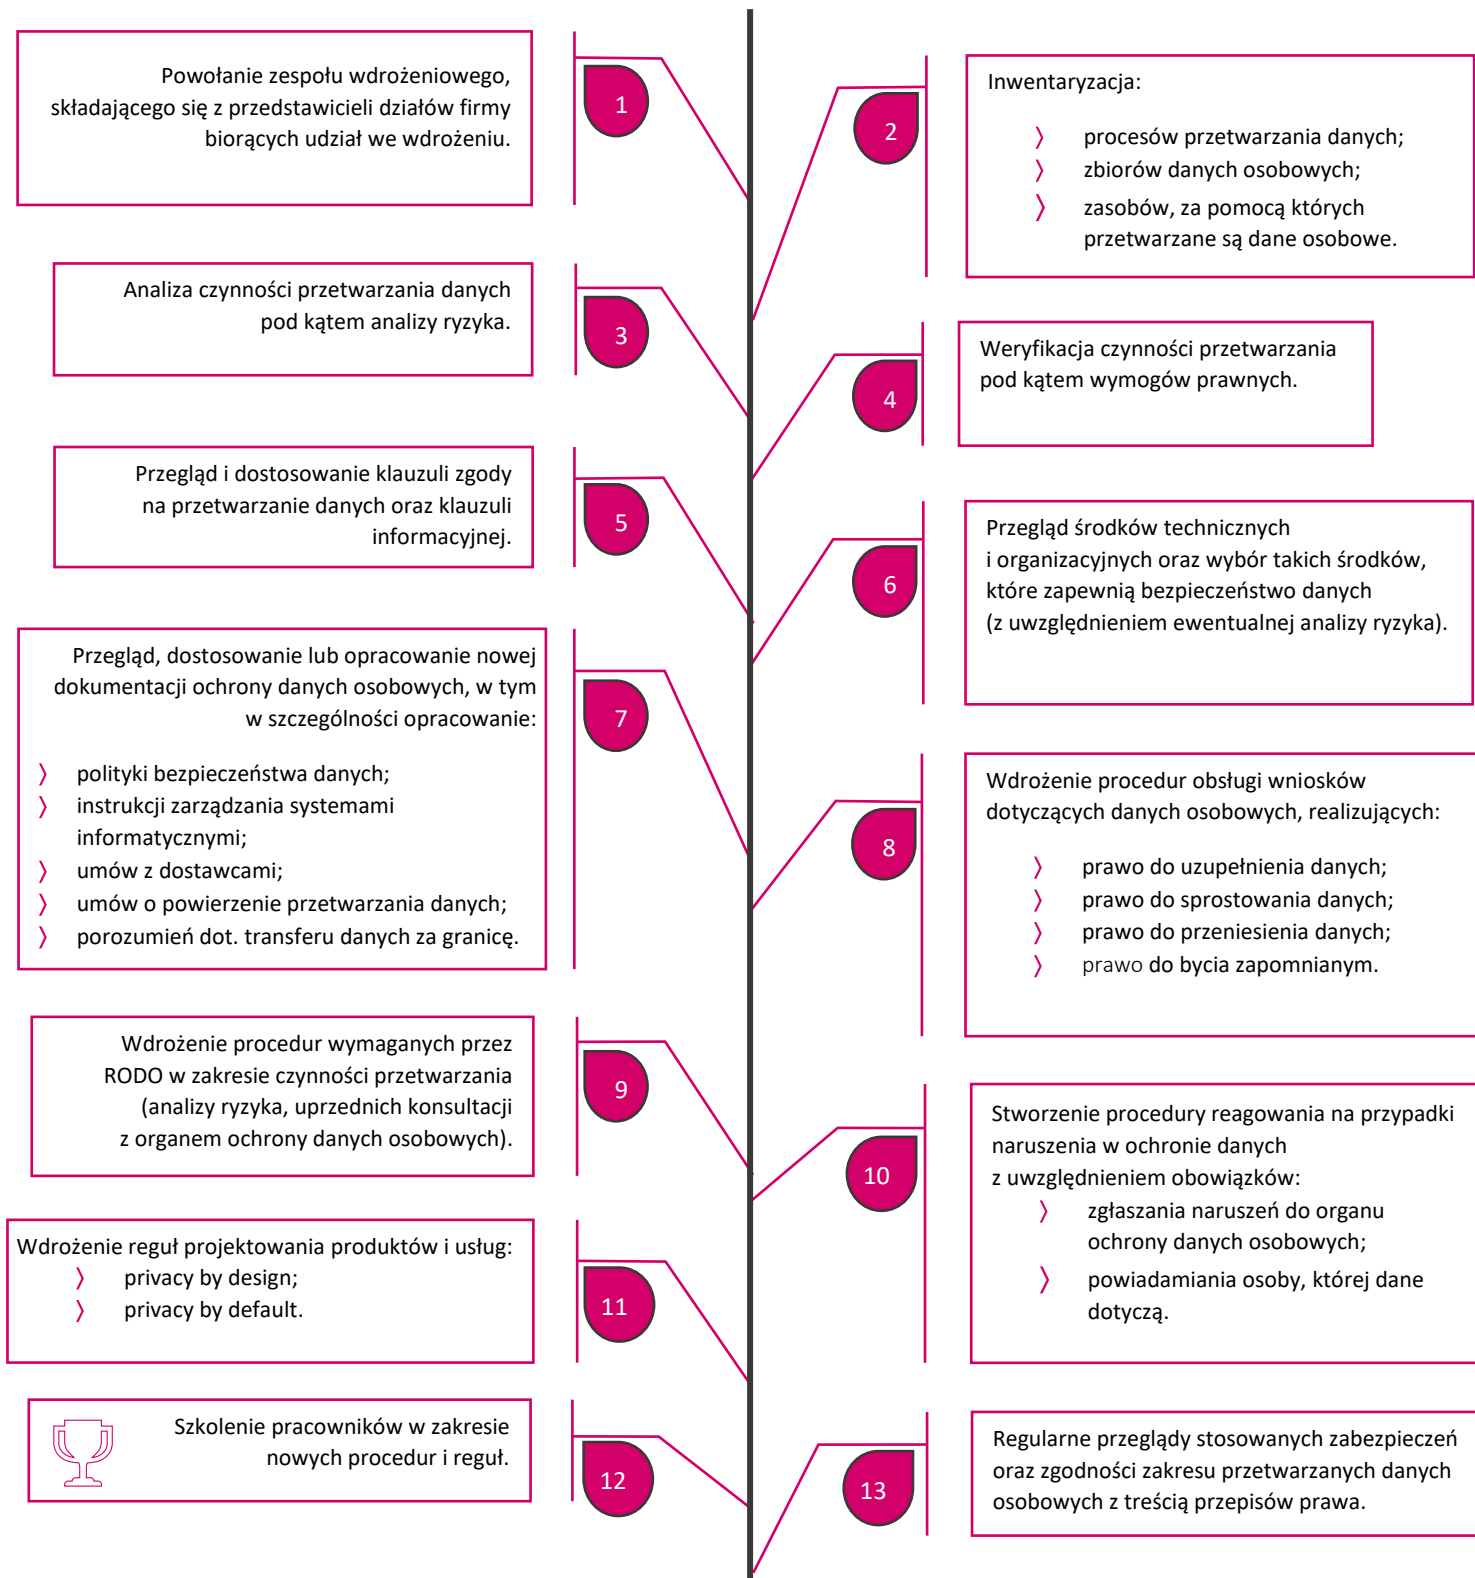 1
Powołanie zespołu wdrożeniowego,
składającego się z przedstawicieli działów firmy
biorących udział we wdrożeniu.
2
Inwentaryzacja:
〉 procesów przetwarzania danych;
〉 zbiorów danych osobowych;
〉 zasobów, za pomocą których
przetwarzane są dane osobowe.
3
Analiza czynności przetwarzania danych
pod kątem analizy ryzyka.
4
Weryfikacja czynności przetwarzania
pod kątem wymogów prawnych.
5
Przegląd i dostosowanie klauzuli zgody
na przetwarzanie danych oraz klauzuli
informacyjnej.
6
Przegląd środków technicznych
i organizacyjnych oraz wybór takich środków,
które zapewnią bezpieczeństwo danych
(z uwzględnieniem ewentualnej analizy ryzyka).
7
Przegląd, dostosowanie lub opracowanie nowej
dokumentacji ochrony danych osobowych, w tym
w szczególności opracowanie:
〉 polityki bezpieczeństwa danych;
〉 instrukcji zarządzania systemami
informatycznymi;
〉 umów z dostawcami;
〉 umów o powierzenie przetwarzania danych;
〉 porozumień dot. transferu danych za granicę.
8
Wdrożenie procedur obsługi wniosków
dotyczących danych osobowych, realizujących:
〉 prawo do uzupełnienia danych;
〉 prawo do sprostowania danych;
〉 prawo do przeniesienia danych;
〉 prawo do bycia zapomnianym.
9
Wdrożenie procedur wymaganych przez
RODO w zakresie czynności przetwarzania
(analizy ryzyka, uprzednich konsultacji
z organem ochrony danych osobowych).
10
Stworzenie procedury reagowania na przypadki
naruszenia w ochronie danych
z uwzględnieniem obowiązków:
〉 zgłaszania naruszeń do organu
ochrony danych osobowych;
〉 powiadamiania osoby, której dane
dotyczą.
11
Wdrożenie reguł projektowania produktów i usług:
〉 privacy by design;
〉 privacy by default.
12
Szkolenie pracowników w zakresie
nowych procedur i reguł.
13
Regularne przeglądy stosowanych zabezpieczeń
oraz zgodności zakresu przetwarzanych danych
osobowych z treścią przepisów prawa.